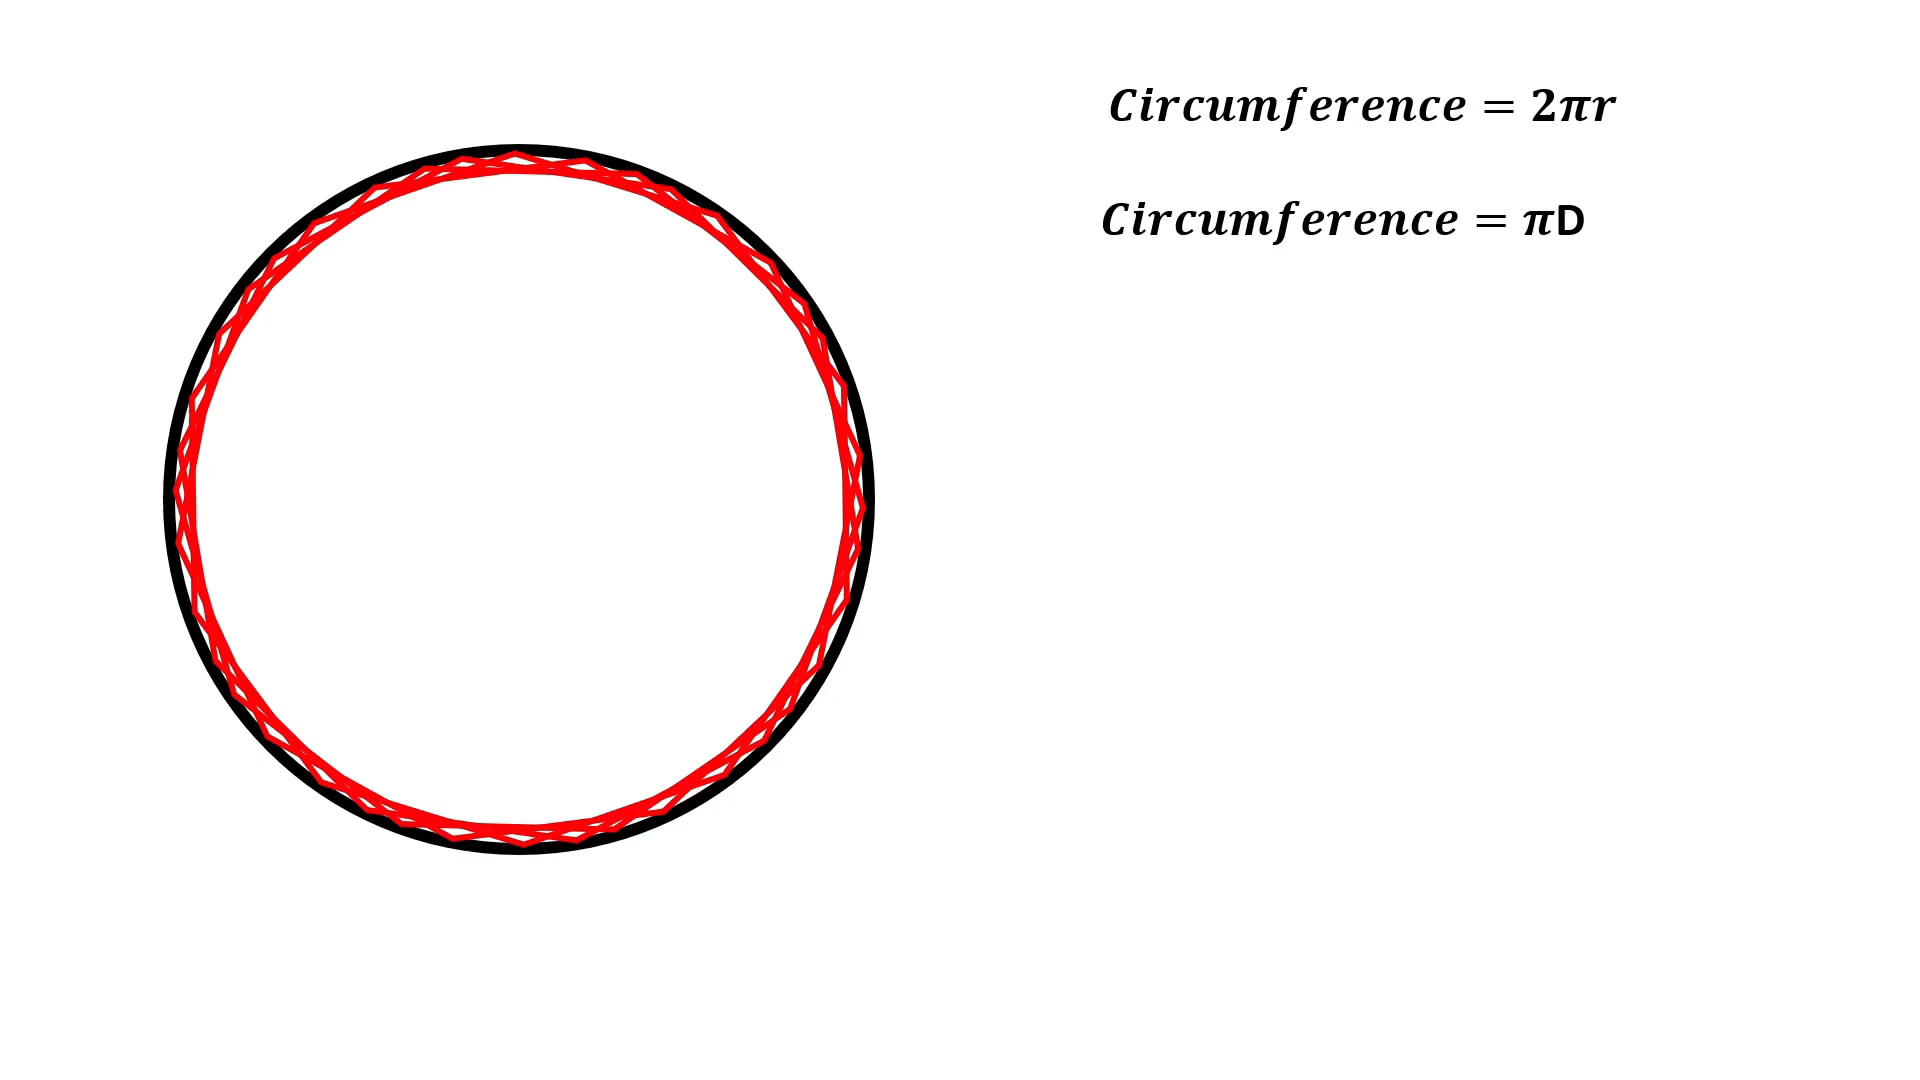 Circumference = 2πr
Circumference = πD